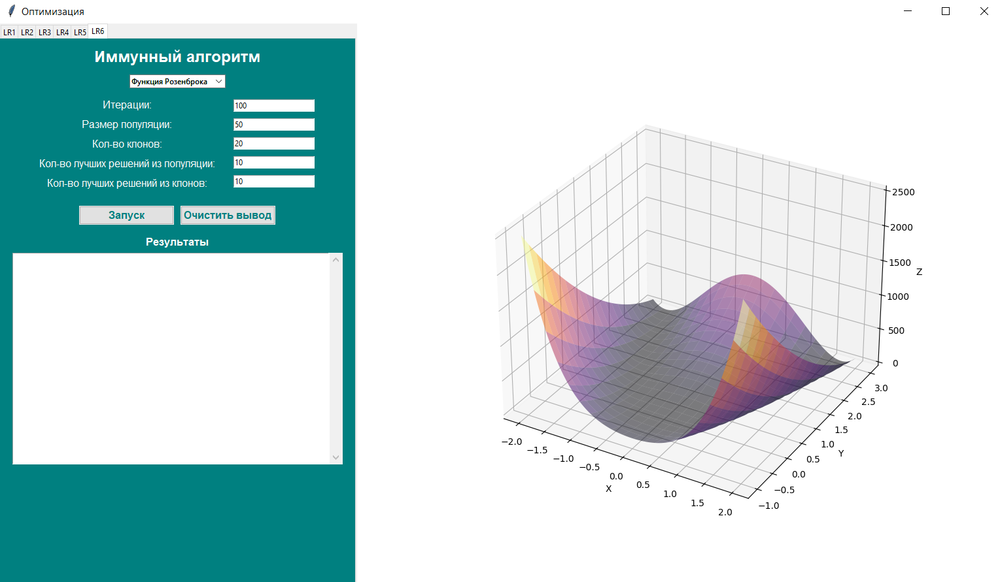 Оптимизация
LR1 LR2 LR3 LR4 LR5 LR6
Иммунный алгоритм
Функция Розенброка
Итерации: 100
Размер популяции: 50
Кол-во клонов: 20
Кол-во лучших решений из популяции: 10
Кол-во лучших решений из клонов: 10
Запуск Очистить вывод
Результаты
2500
2000
1500
Z
1000
500
0
3.0
2.5
2.0
1.5
1.0
Y
0.5
0.0
−0.5
−1.0
−2.0
−1.5
−1.0
−0.5
0.0
X
0.5
1.0
1.5
2.0